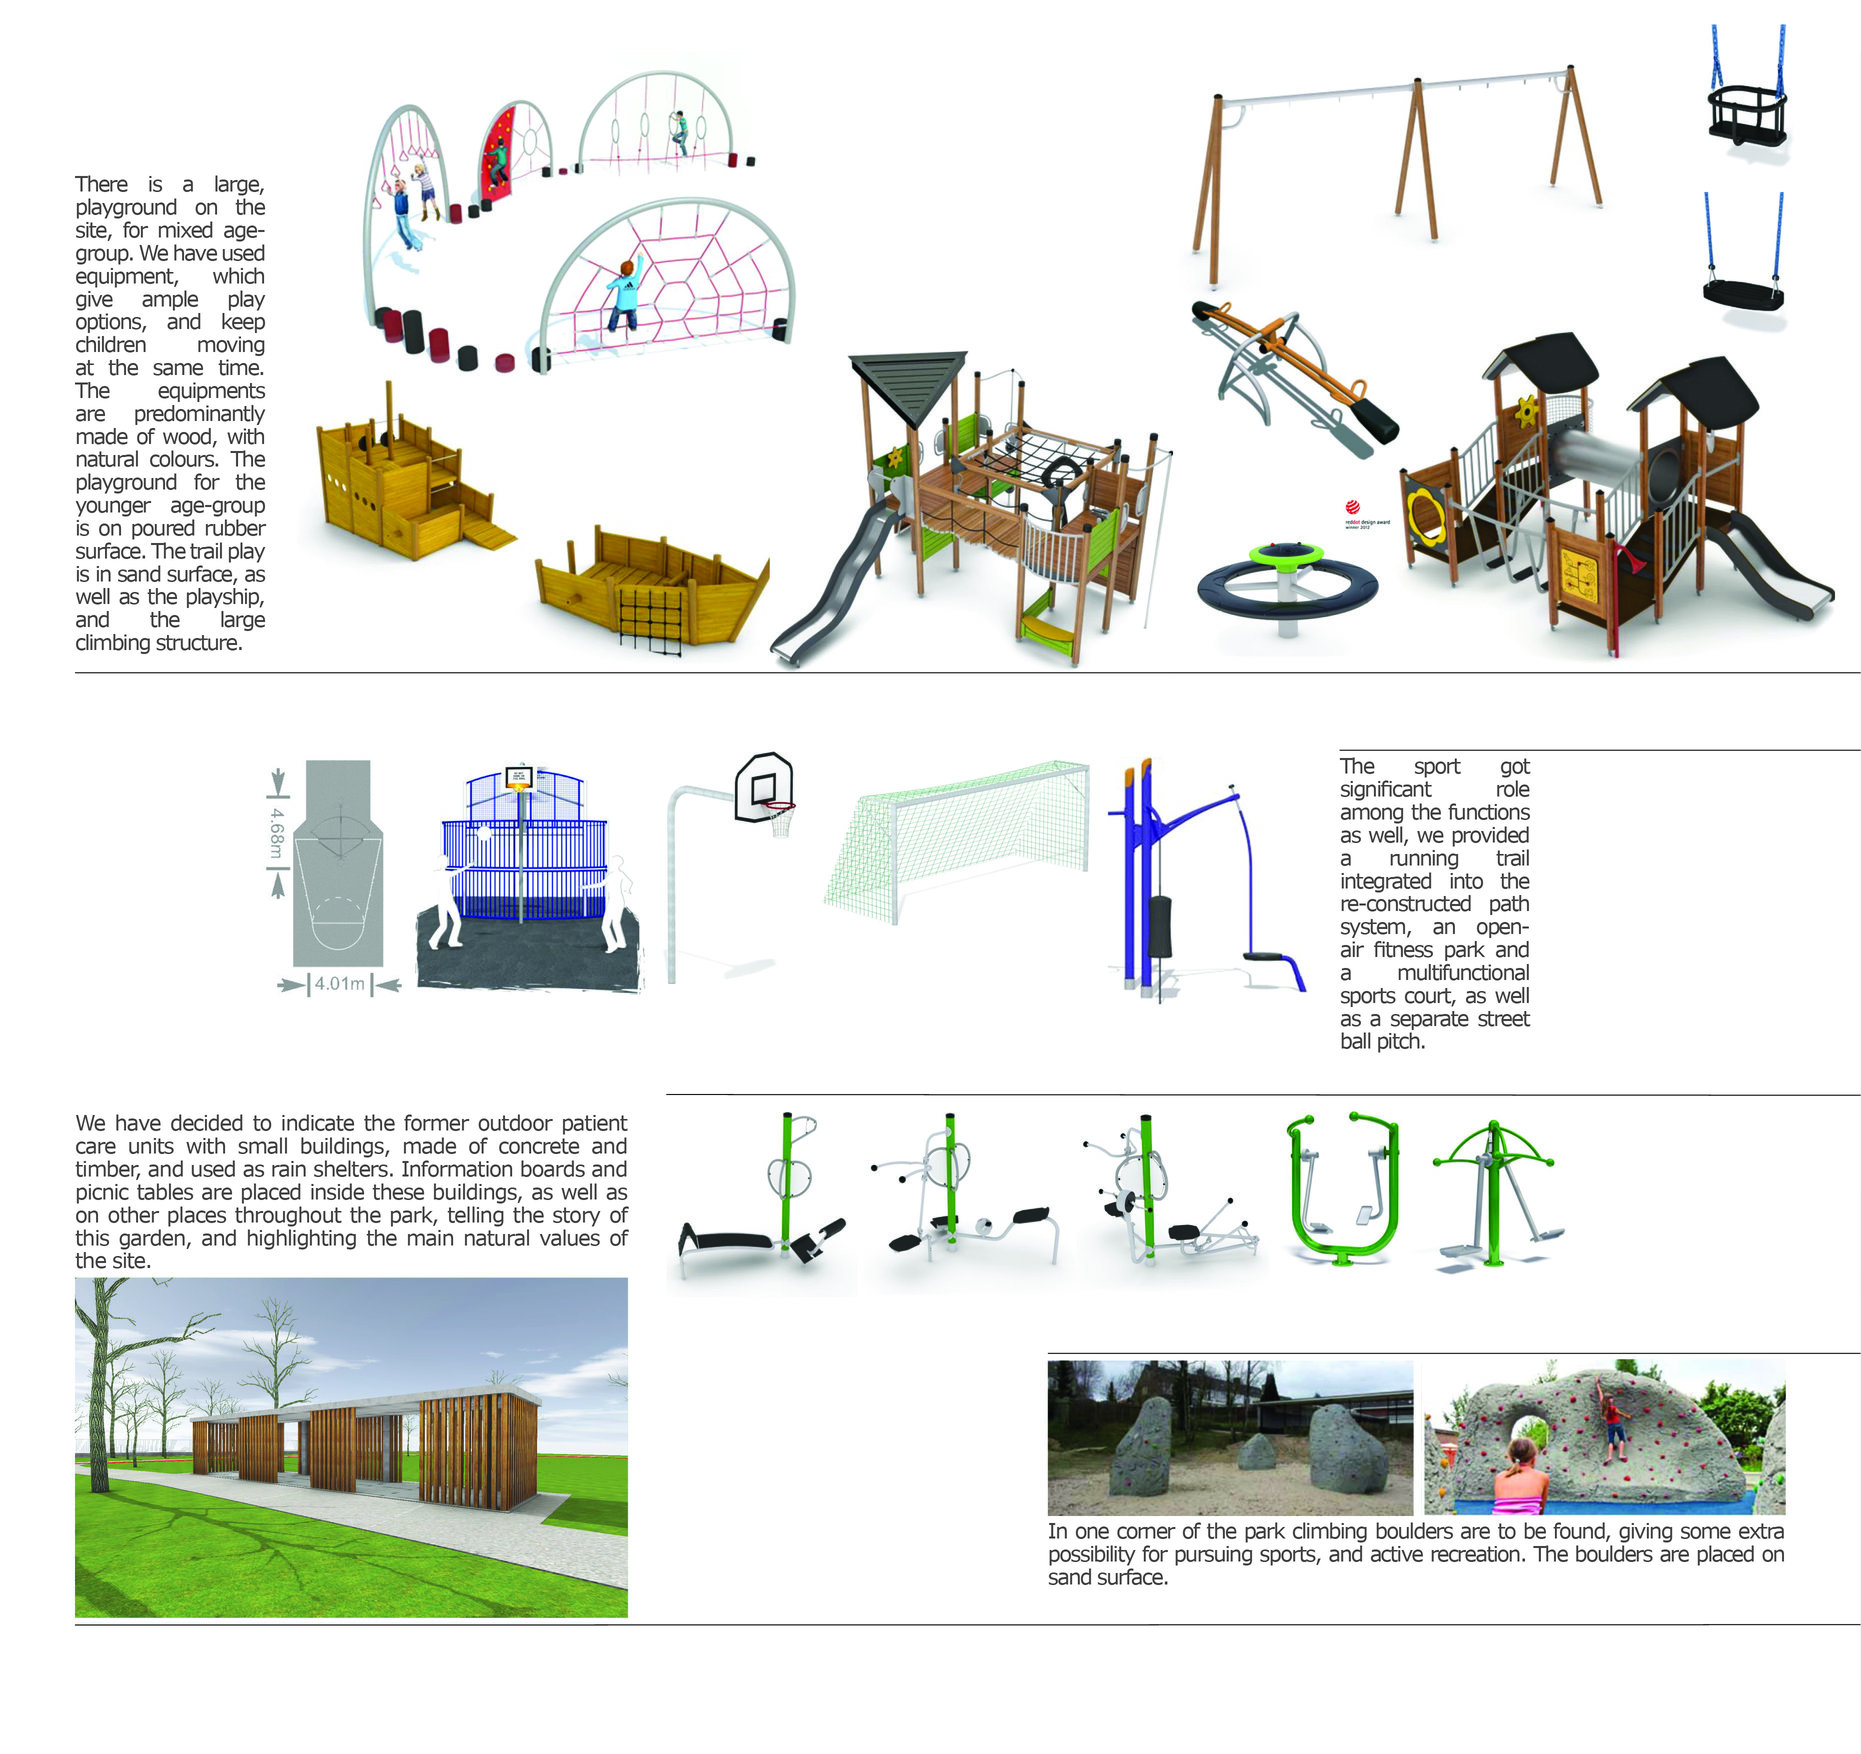 There is a large,
playground on the
site, for mixed age-
group. We have used
equipment, which
give ample play
options, and keep
children moving
at the same time.
The equipments
are predominantly
made of wood, with
natural colours. The
playground for the
younger age-group
is on poured rubber
surface. The trail play
is in sand surface, as
well as the playship,
and the large
climbing structure.
reddot design award
winner 2012
4.68m
4.01m
The sport got
significant role
among the functions
as well, we provided
a running trail
integrated into the
re-constructed path
system, an open-
air fitness park and
a multifunctional
sports court, as well
as a separate street
ball pitch.
We have decided to indicate the former outdoor patient
care units with small buildings, made of concrete and
timber, and used as rain shelters. Information boards and
picnic tables are placed inside these buildings, as well as
on other places throughout the park, telling the story of
this garden, and highlighting the main natural values of
the site.
In one corner of the park climbing boulders are to be found, giving some extra
possibility for pursuing sports, and active recreation. The boulders are placed on
sand surface.